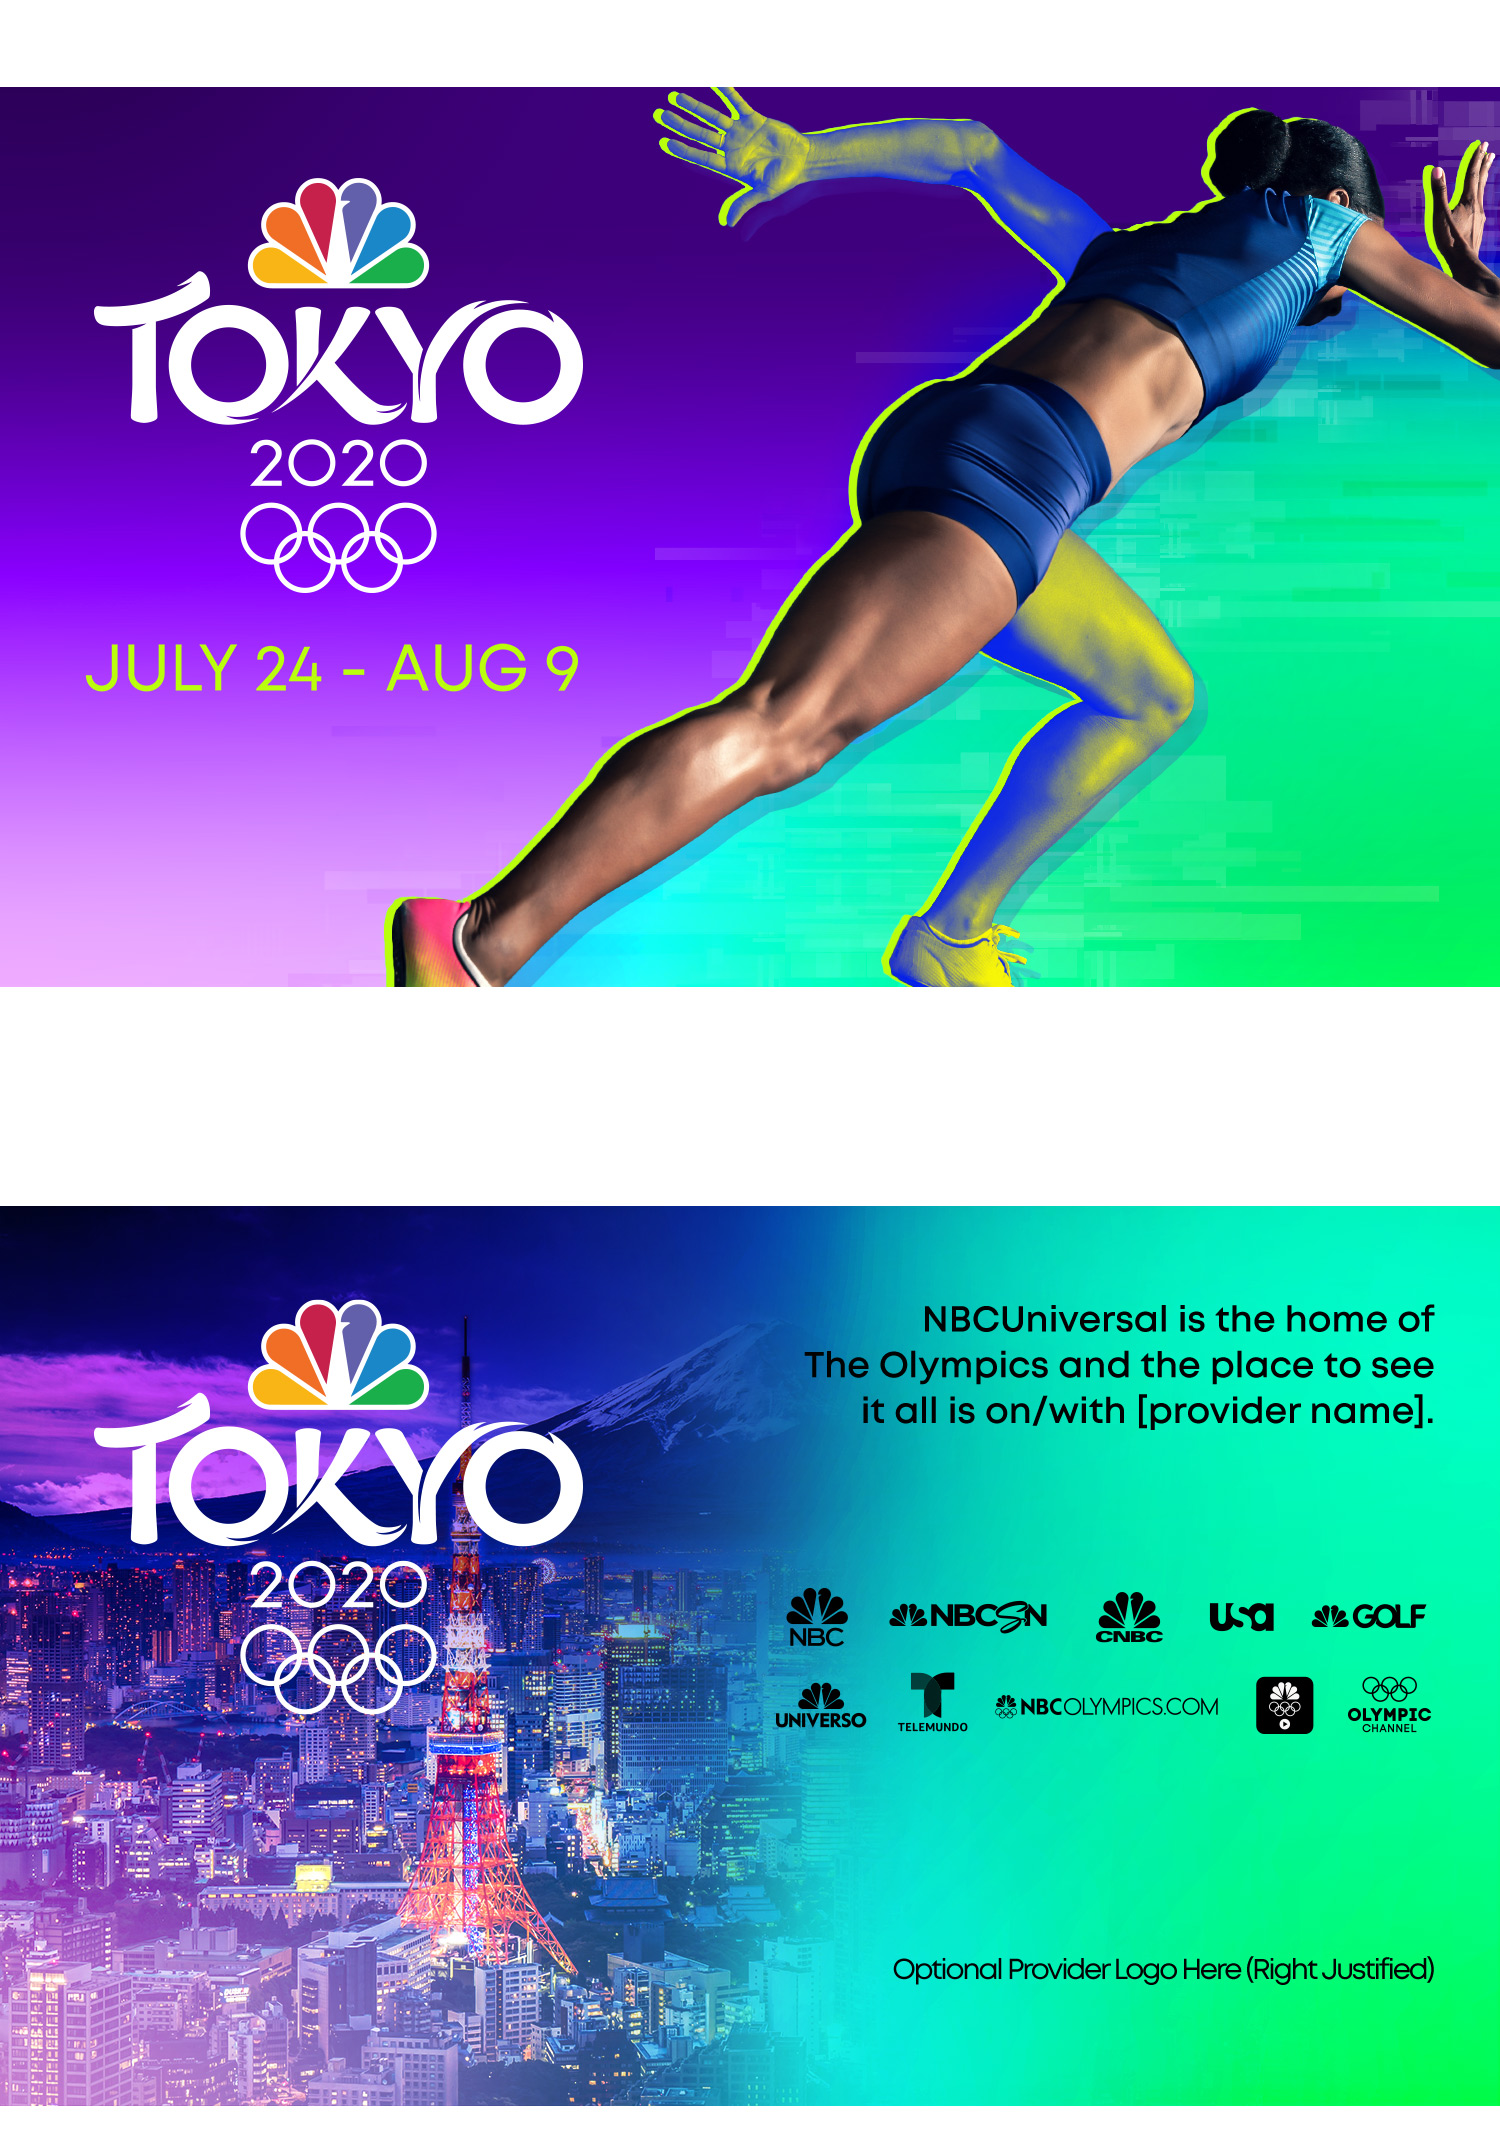 TOKYO
2020
JULY 24 - AUG 9
TOKYO
2020
NBCUniversal is the home of
The Olympics and the place to see
it all is on/with [provider name].
NBC NBCSN CNBC usa GOLF
UNIVERSO TELEMUNDO NBCOLYMPICS.COM OLYMPIC CHANNEL
Optional Provider Logo Here (Right Justified)